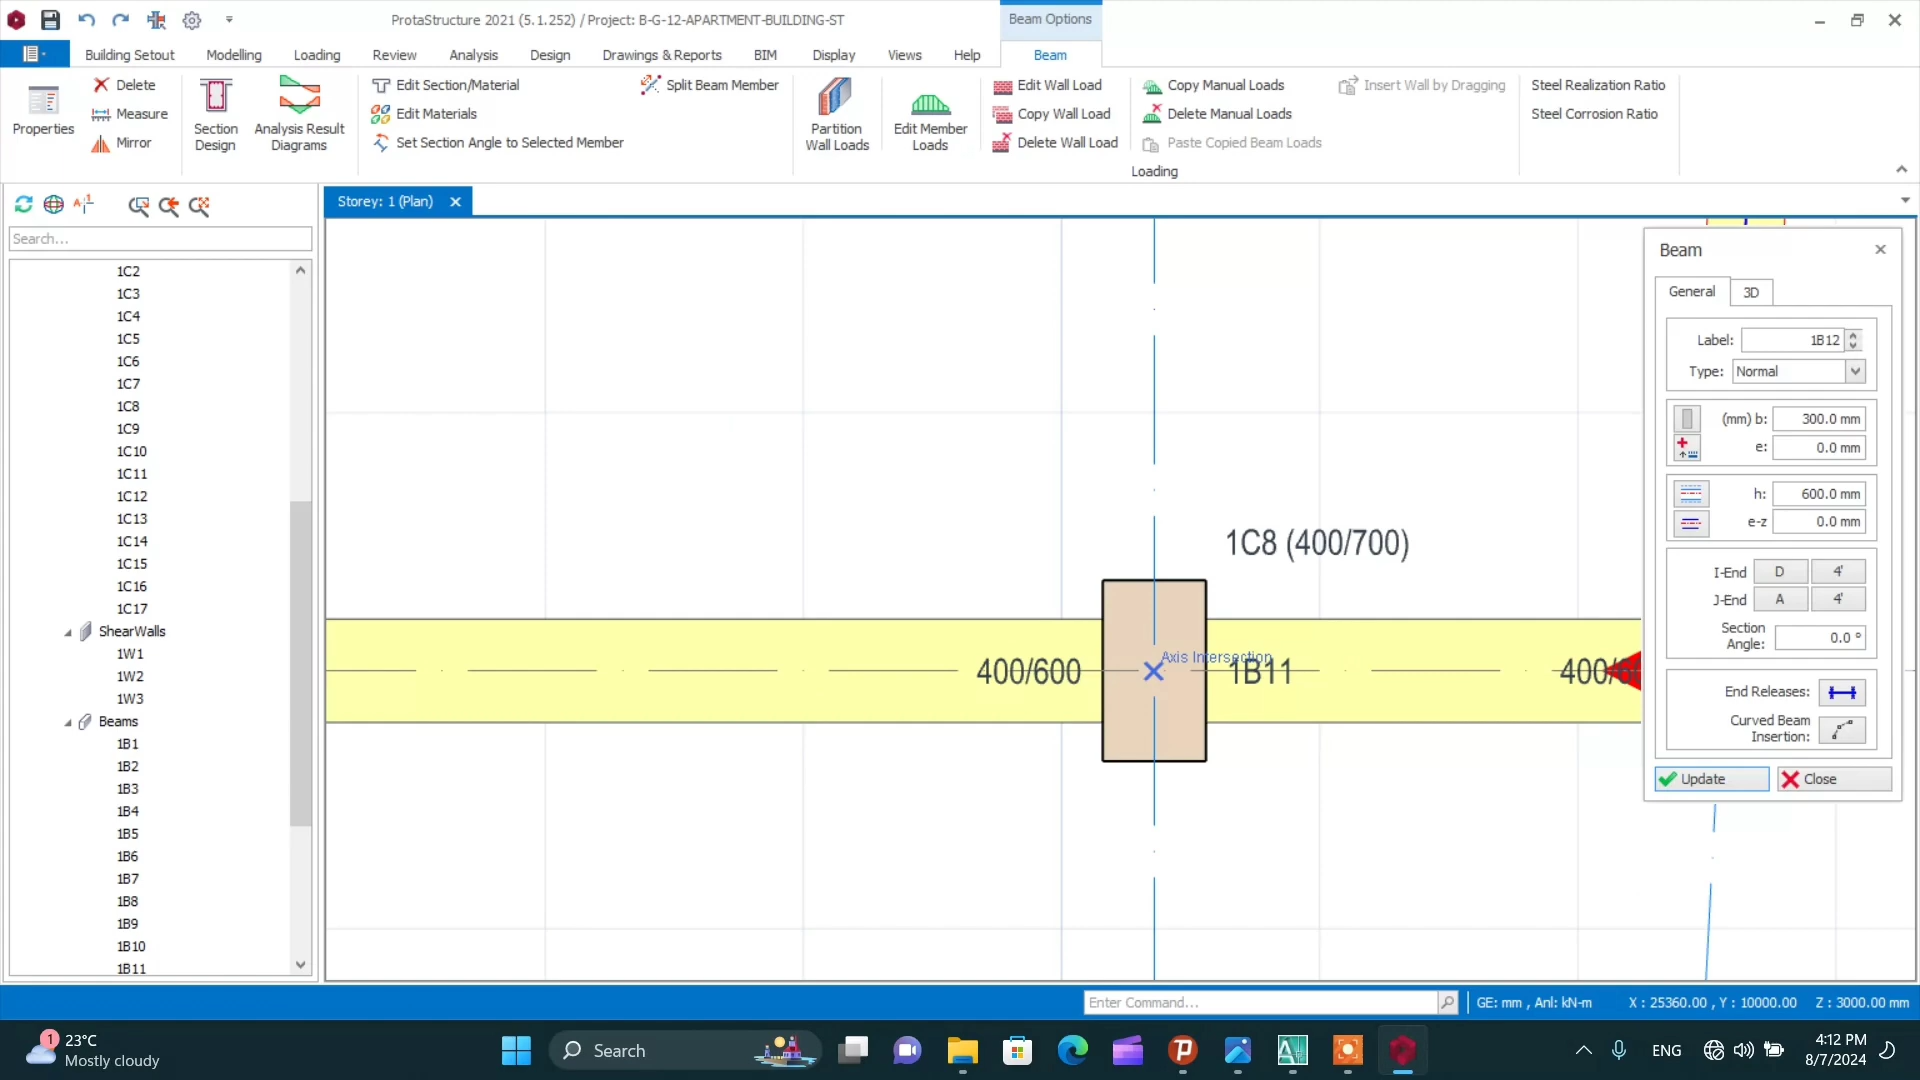 ProtaStructure 2021 (5.1.252) / Project: B-G-12-APARTMENT-BUILDING-ST
Beam Options
Building Setout
Modelling
Loading
Review
Analysis
Design
Drawings & Reports
BIM
Display
Views
Help
Beam
Properties
Delete
Measure
Mirror
Section Design
Analysis Result Diagrams
Edit Section/Material
Edit Materials
Set Section Angle to Selected Member
Split Beam Member
Partition Wall Loads
Edit Member Loads
Edit Wall Load
Copy Wall Load
Delete Wall Load
Copy Manual Loads
Delete Manual Loads
Paste Copied Beam Loads
Insert Wall by Dragging
Loading
Steel Realization Ratio
Steel Corrosion Ratio
Search...
1C2
1C3
1C4
1C5
1C6
1C7
1C8
1C9
1C10
1C11
1C12
1C13
1C14
1C15
1C16
1C17
ShearWalls
1W1
1W2
1W3
Beams
1B1
1B2
1B3
1B4
1B5
1B6
1B7
1B8
1B9
1B10
1B11
Storey: 1 (Plan)
1C8 (400/700)
400/600
Axis Intersection
1B11
400/6
Beam
General
3D
Label: 1B12
Type: Normal
(mm) b: 300.0 mm
e: 0.0 mm
h: 600.0 mm
e-z 0.0 mm
I-End D 4'
J-End A 4'
Section Angle: 0.0 °
End Releases:
Curved Beam Insertion:
Update
Close
Enter Command...
GE: mm , Anl: kN-m
X : 25360.00 , Y : 10000.00
Z : 3000.00 mm
1
23°C
Mostly cloudy
Search
ENG
4:12 PM
8/7/2024